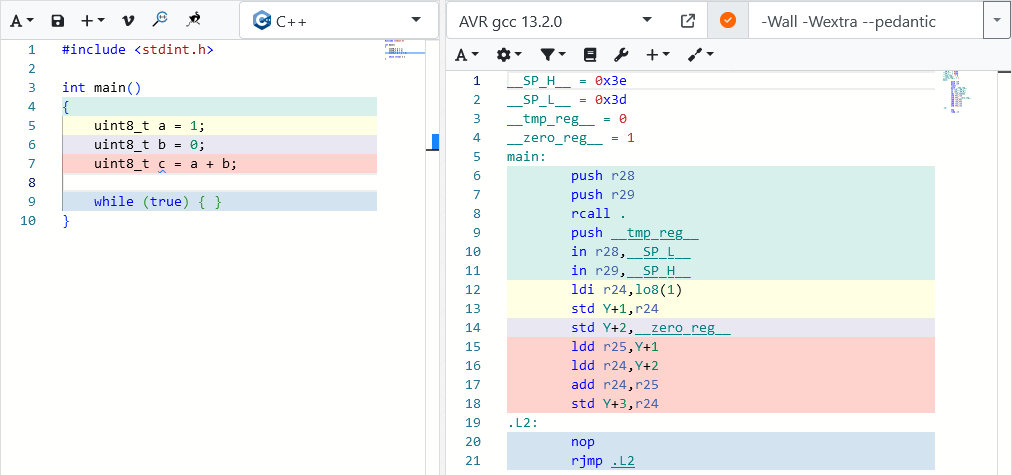 A C++
1 #include <stdint.h>
2
3 int main()
4 {
5 uint8_t a = 1;
6 uint8_t b = 0;
7 uint8_t c = a + b;
8
9 while (true) { }
10 }
AVR gcc 13.2.0 -Wall -Wextra --pedantic
A
1 __SP_H__ = 0x3e
2 __SP_L__ = 0x3d
3 __tmp_reg__ = 0
4 __zero_reg__ = 1
5 main:
6 push r28
7 push r29
8 rcall .
9 push __tmp_reg__
10 in r28,__SP_L__
11 in r29,__SP_H__
12 ldi r24,lo8(1)
13 std Y+1,r24
14 std Y+2,__zero_reg__
15 ldd r25,Y+1
16 ldd r24,Y+2
17 add r24,r25
18 std Y+3,r24
19 .L2:
20 nop
21 rjmp .L2